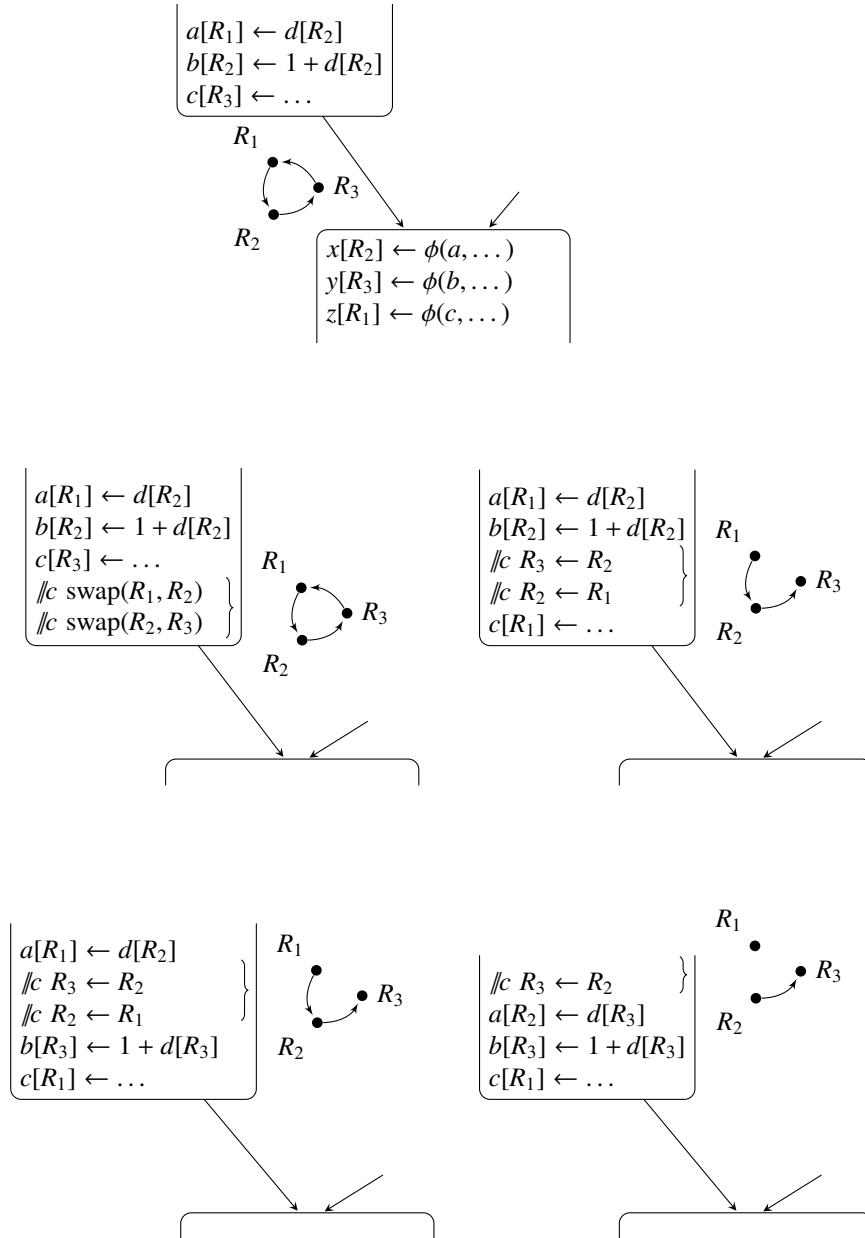 a[R₁] ← d[R₂]
b[R₂] ← 1 + d[R₂]
c[R₃] ← ...
R₁
R₃
R₂
x[R₂] ← ϕ(a, ...)
y[R₃] ← ϕ(b, ...)
z[R₁] ← ϕ(c, ...)
a[R₁] ← d[R₂]
b[R₂] ← 1 + d[R₂]
c[R₃] ← ...
//c swap(R₁, R₂)
//c swap(R₂, R₃)
R₁
R₃
R₂
a[R₁] ← d[R₂]
b[R₂] ← 1 + d[R₂]
//c R₃ ← R₂
//c R₂ ← R₁
c[R₁] ← ...
R₁
R₃
R₂
a[R₁] ← d[R₂]
//c R₃ ← R₂
//c R₂ ← R₁
b[R₃] ← 1 + d[R₃]
c[R₁] ← ...
R₁
R₃
R₂
//c R₃ ← R₂
a[R₂] ← d[R₃]
b[R₃] ← 1 + d[R₃]
c[R₁] ← ...
R₁
R₃
R₂